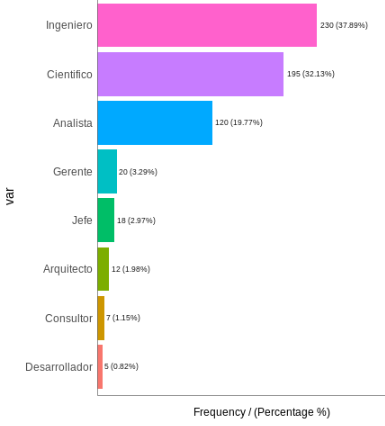 Ingeniero 230 (37.89%)
Cientifico 195 (32.13%)
Analista 120 (19.77%)
Gerente 20 (3.29%)
var
Jefe 18 (2.97%)
Arquitecto 12 (1.98%)
Consultor 7 (1.15%)
Desarrollador 5 (0.82%)
Frequency / (Percentage %)